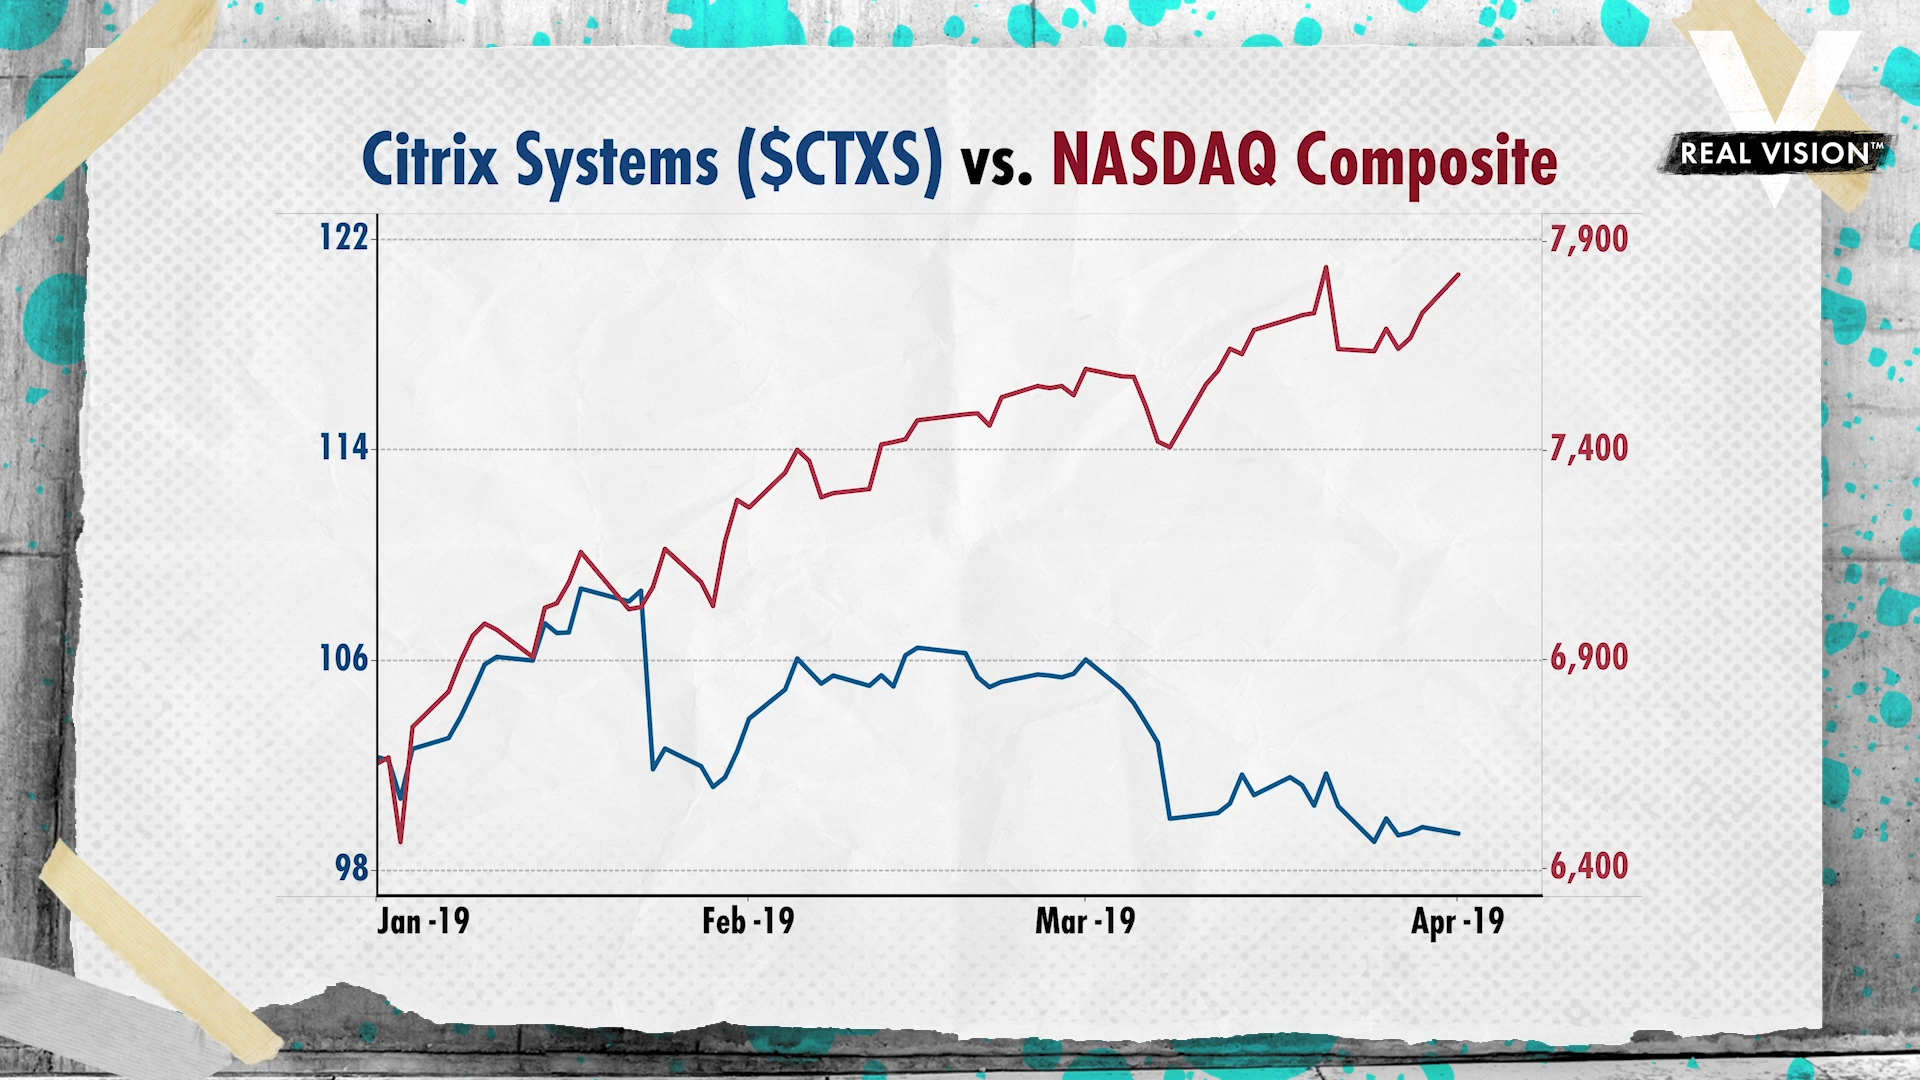 REAL VISION™
Citrix Systems ($CTXS) vs. NASDAQ Composite
122
7,900
114
7,400
106
6,900
98
6,400
Jan -19
Feb -19
Mar -19
Apr -19